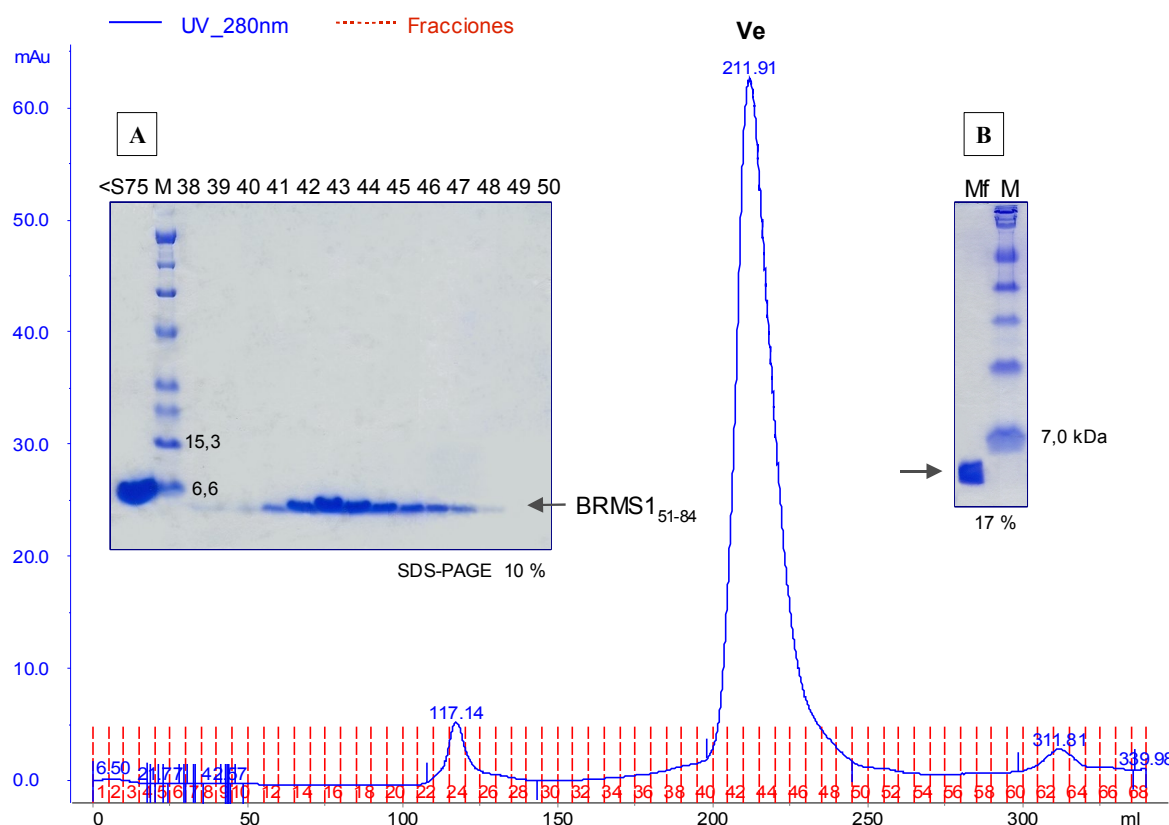 UV_280nm Fracciones
Ve
mAu
211.91
60.0
A
B
<S75 M 38 39 40 41 42 43 44 45 46 47 48 49 50
Mf M
50.0
40.0
15,3
30.0
7,0 kDa
6,6
BRMS151-84
17 %
SDS-PAGE 10 %
20.0
10.0
117.14
311.81
339.98
6.50
0.0
1 2 3 4 5 6 7 8 9 10 12 14 16 18 20 22 24 26 28 30 32 34 36 38 40 42 44 46 48 50 52 54 56 58 60 62 64 66 68
0 50 100 150 200 250 300 ml